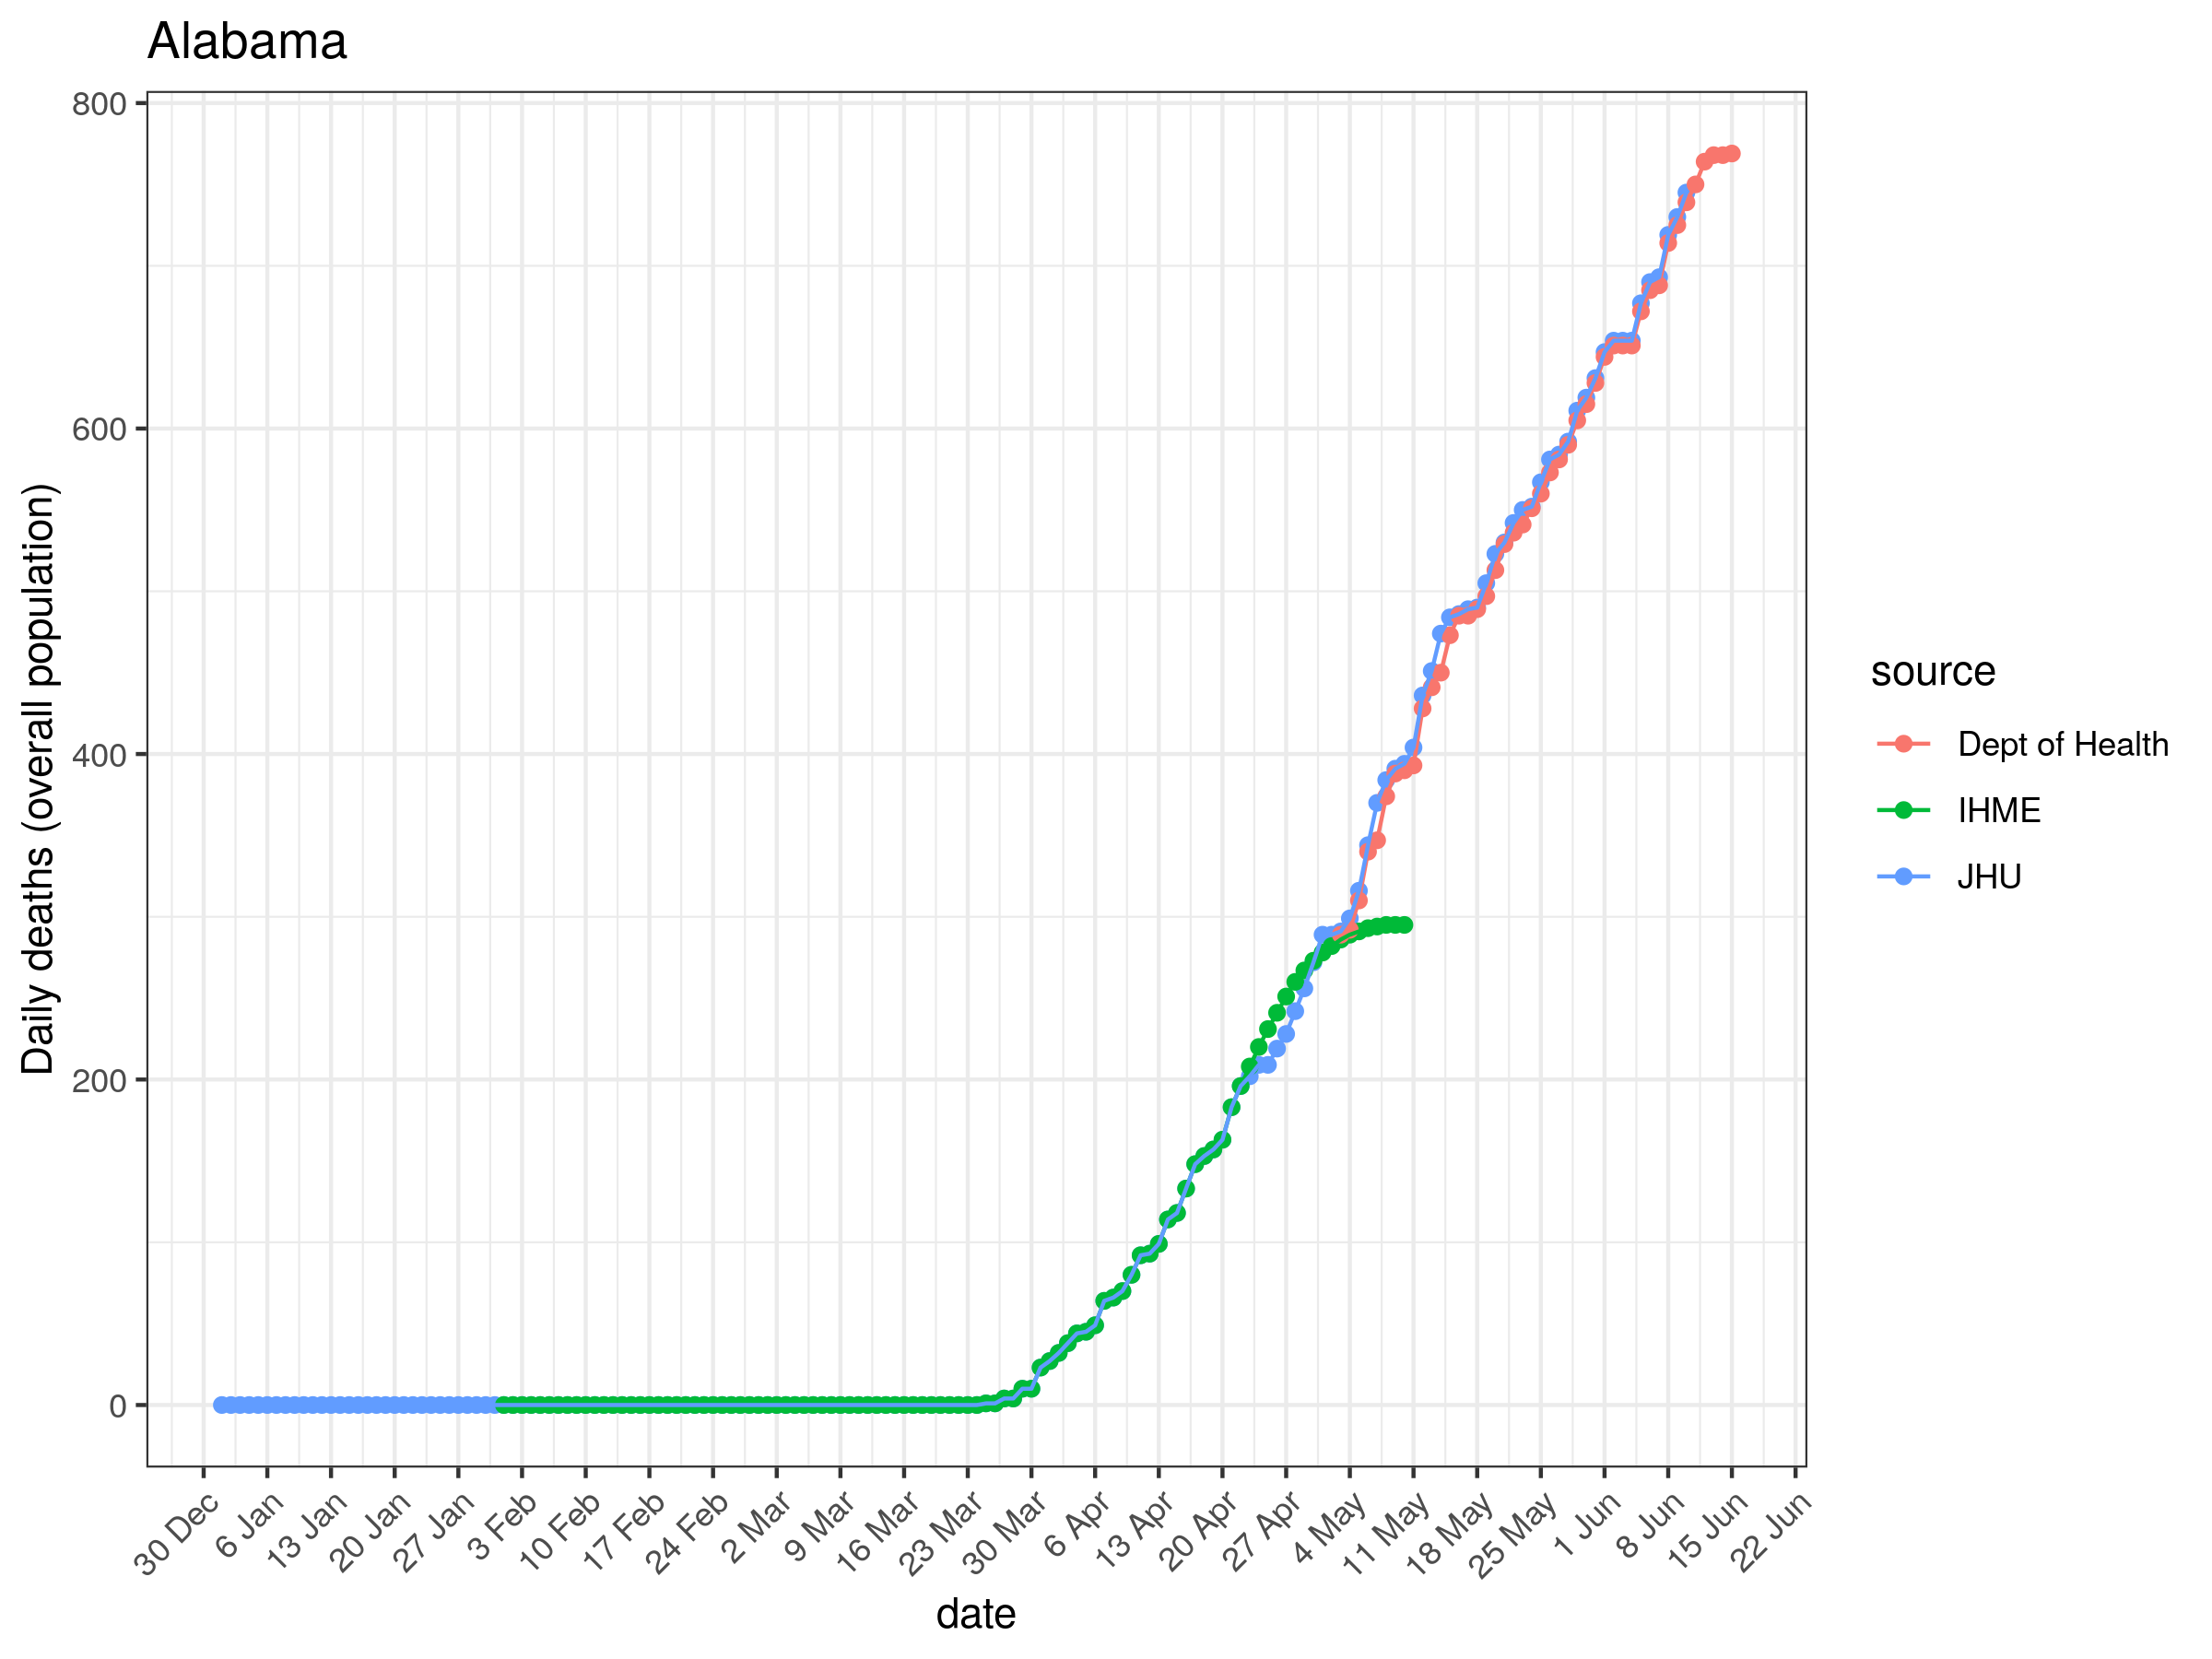 Alabama
Daily deaths (overall population)
800
600
400
200
0
30 Dec
6 Jan
13 Jan
20 Jan
27 Jan
3 Feb
10 Feb
17 Feb
24 Feb
2 Mar
9 Mar
16 Mar
23 Mar
30 Mar
6 Apr
13 Apr
20 Apr
27 Apr
4 May
11 May
18 May
25 May
1 Jun
8 Jun
15 Jun
22 Jun
date
source
Dept of Health
IHME
JHU